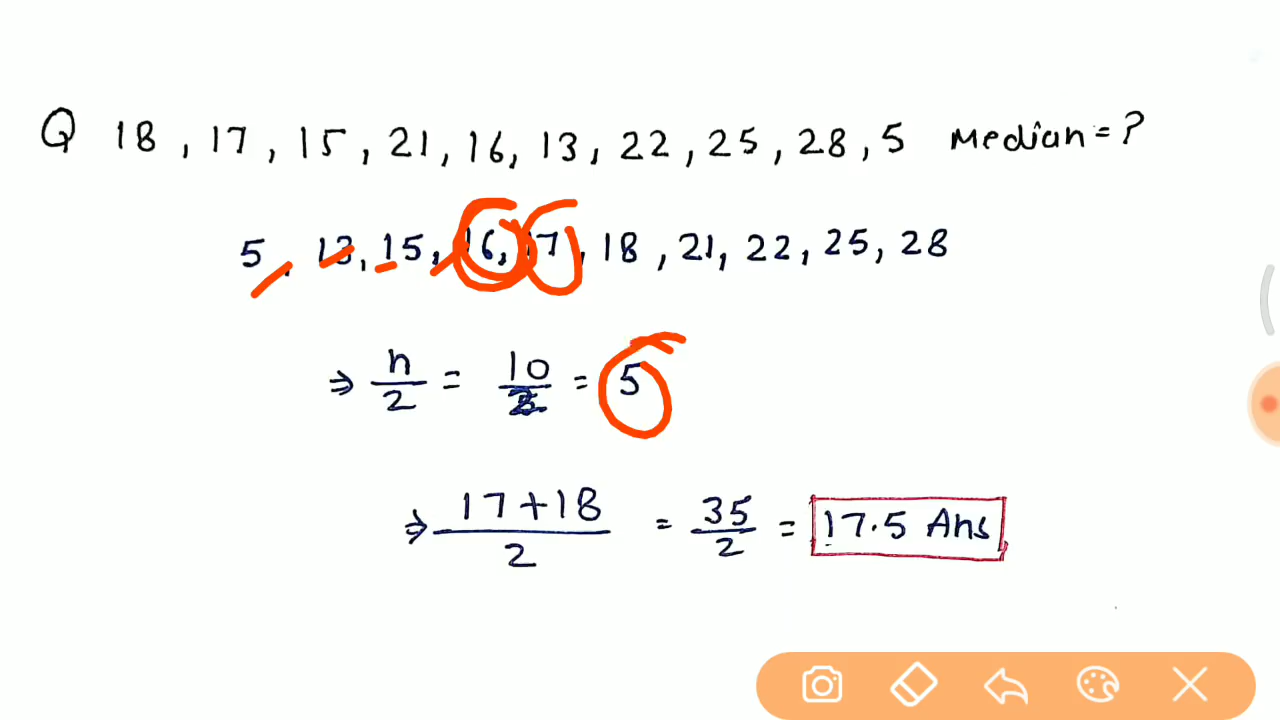 Q 18 , 17 , 15 , 21 , 16 , 13 , 22 , 25 , 28 , 5 Median = ?
5 , 13 , 15 , 16 , 17 , 18 , 21 , 22 , 25 , 28
⇒ n/2 = 10/2 = 5
⇒ 17+18/2 = 35/2 = 17.5 Ans